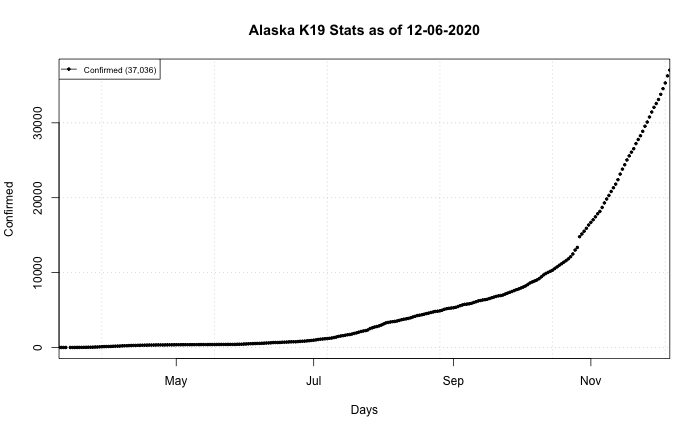 Alaska K19 Stats as of 12-06-2020
Confirmed (37,036)
Confirmed
30000
20000
10000
0
May Jul Sep Nov
Days